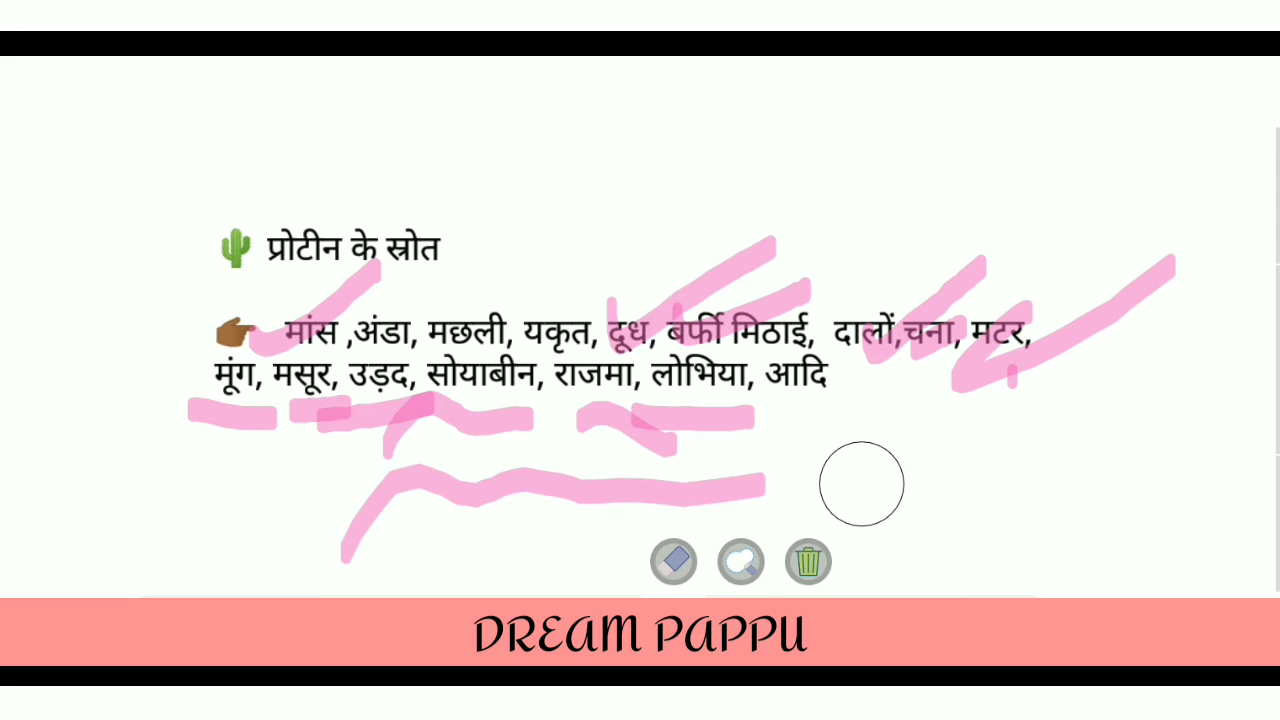 🌵 प्रोटीन के स्रोत
👉🏾 मांस ,अंडा, मछली, यकृत, दूध, बर्फी मिठाई, दालों,चना, मटर,
मूंग, मसूर, उड़द, सोयाबीन, राजमा, लोभिया, आदि
DREAM PAPPU